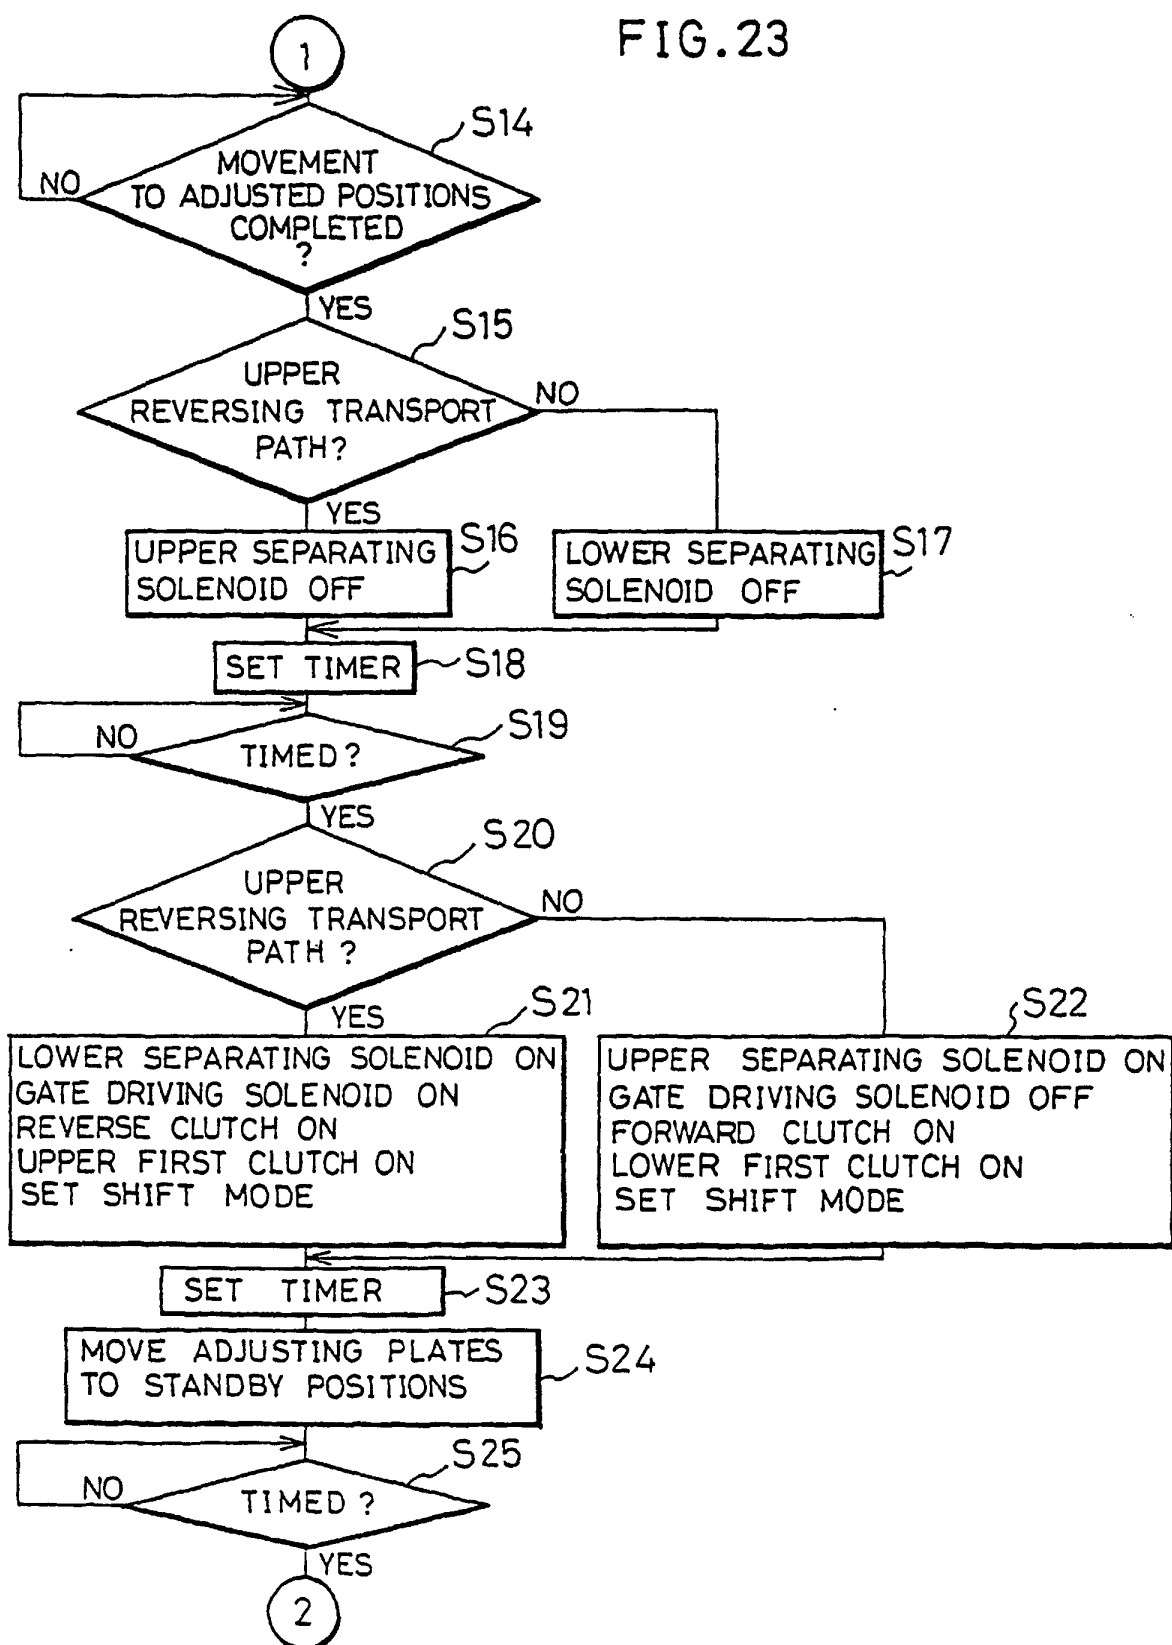 FIG.23
1
S14
MOVEMENT
TO ADJUSTED POSITIONS
COMPLETED
?
NO
YES
S15
UPPER
REVERSING TRANSPORT
PATH?
NO
YES
UPPER SEPARATING
SOLENOID OFF
S16
LOWER SEPARATING
SOLENOID OFF
S17
SET TIMER
S18
S19
NO
TIMED?
YES
S20
UPPER
REVERSING TRANSPORT
PATH?
NO
YES
S21
LOWER SEPARATING SOLENOID ON
GATE DRIVING SOLENOID ON
REVERSE CLUTCH ON
UPPER FIRST CLUTCH ON
SET SHIFT MODE
S22
UPPER SEPARATING SOLENOID ON
GATE DRIVING SOLENOID OFF
FORWARD CLUTCH ON
LOWER FIRST CLUTCH ON
SET SHIFT MODE
SET TIMER
S23
MOVE ADJUSTING PLATES
TO STANDBY POSITIONS
S24
S25
NO
TIMED?
YES
2